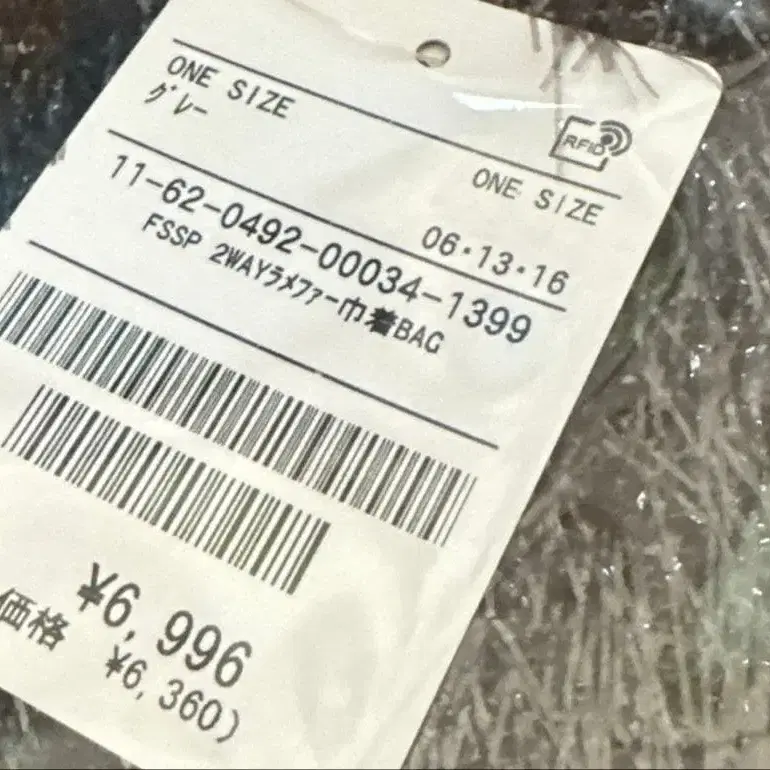 ONE SIZE
グレー
RFID
ONE SIZE
06・13・16
11-62-0492-00034-1399
FSSP 2WAYラメファー巾着BAG
¥6,996
価格 ¥6,360)